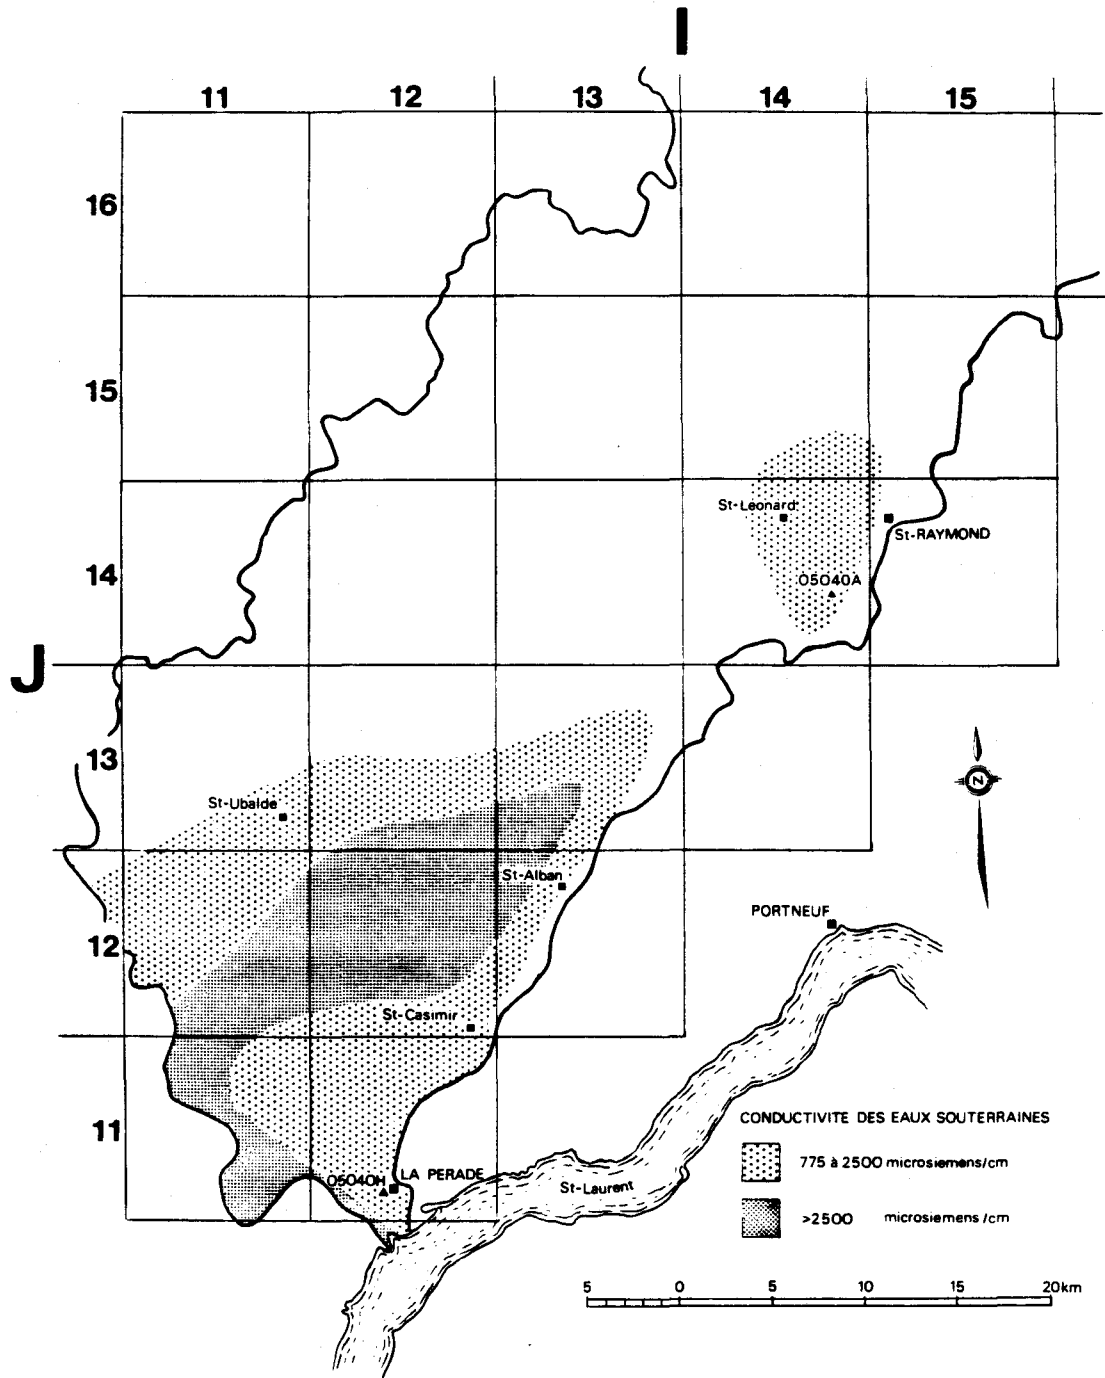 I
11 12 13 14 15
16
15
St-Leonard
St-RAYMOND
14
05040A
J
13
N
St-Ubalde
St-Alban
PORTNEUF
12
St-Casimir
CONDUCTIVITE DES EAUX SOUTERRAINES
11
775 à 2500 microsiemens/cm
05040H
LA PERADE
St-Laurent
>2500 microsiemens/cm
5 0 5 10 15 20km